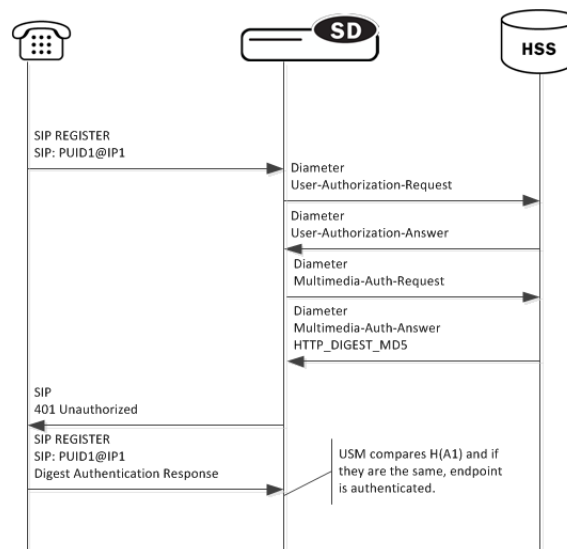 SD
HSS
SIP REGISTER
SIP: PUID1@IP1
Diameter
User-Authorization-Request
Diameter
User-Authorization-Answer
Diameter
Multimedia-Auth-Request
Diameter
Multimedia-Auth-Answer
HTTP_DIGEST_MD5
SIP
401 Unauthorized
SIP REGISTER
SIP: PUID1@IP1
Digest Authentication Response
USM compares H(A1) and if
they are the same, endpoint
is authenticated.